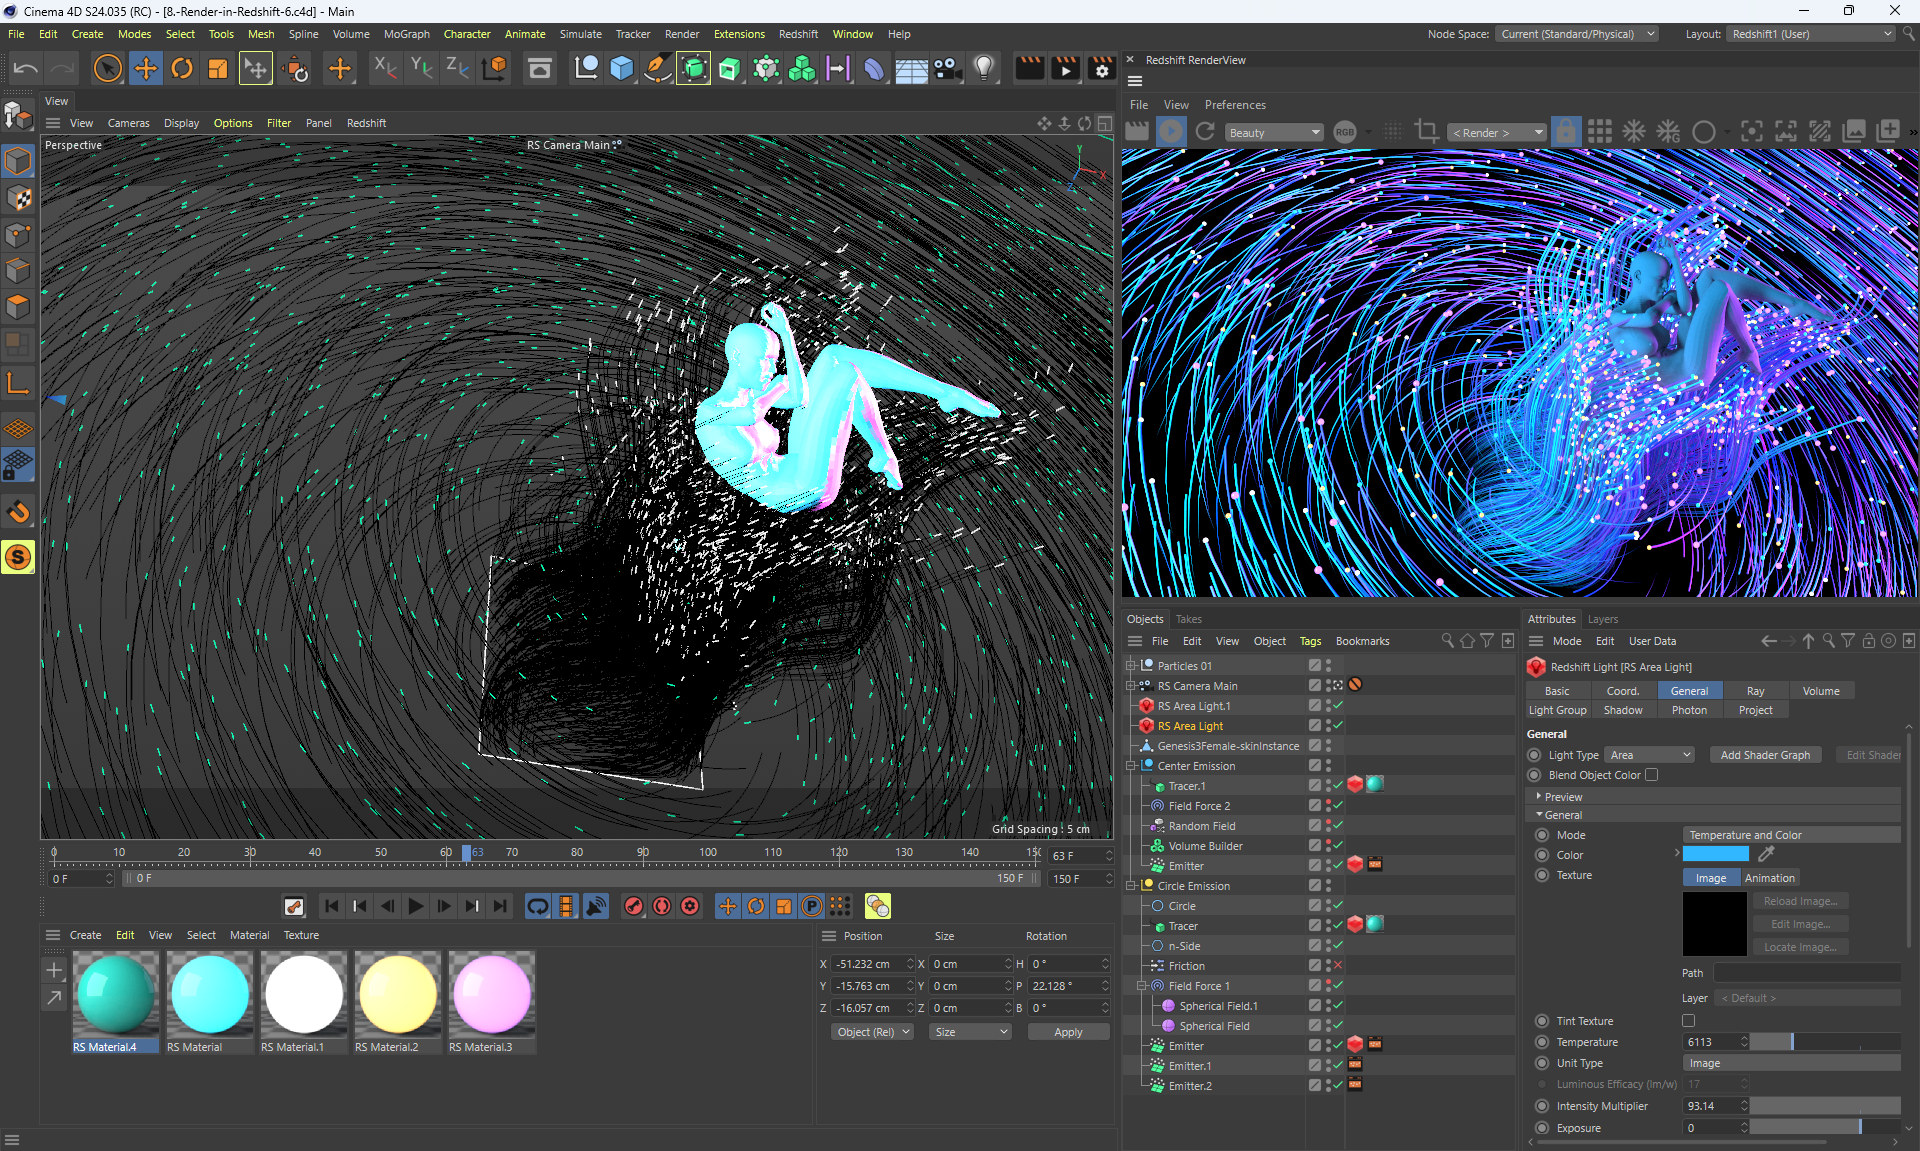 Cinema 4D S24.035 (RC) - [8.-Render-in-Redshift-6.c4d] - Main
File Edit Create Modes Select Tools Mesh Spline Volume MoGraph Character Animate Simulate Tracker Render Extensions Redshift Window Help
Node Space: Current (Standard/Physical) Layout: Redshift1 (User)
Redshift RenderView
View
File View Preferences
View Cameras Display Options Filter Panel Redshift
Beauty RGB < Render >
Perspective RS Camera Main
Y X Z
Grid Spacing : 5 cm
0 10 20 30 40 50 60 63 70 80 90 100 110 120 130 140 63 F
0 F 0 F 150 F 150 F
Create Edit View Select Material Texture
RS Material.4 RS Material RS Material.1 RS Material.2 RS Material.3
Position Size Rotation
X -51.232 cm X 0 cm H 0 °
Y -15.763 cm Y 0 cm P 22.128 °
Z -16.057 cm Z 0 cm B 0 °
Object (Rel) Size Apply
Objects Takes
File Edit View Object Tags Bookmarks
Particles 01
RS Camera Main
RS Area Light.1
RS Area Light
Genesis3Female-skinInstance
Center Emission
Tracer.1
Field Force 2
Random Field
Volume Builder
Emitter
Circle Emission
Circle
Tracer
n-Side
Friction
Field Force 1
Spherical Field.1
Spherical Field
Emitter
Emitter.1
Emitter.2
Attributes Layers
Mode Edit User Data
Redshift Light [RS Area Light]
Basic Coord. General Ray Volume
Light Group Shadow Photon Project
General
Light Type Area Add Shader Graph Edit Shader
Blend Object Color
Preview
General
Mode Temperature and Color
Color
Texture Image Animation
Reload Image...
Edit Image...
Locate Image...
Path
Layer < Default >
Tint Texture
Temperature 6113
Unit Type Image
Luminous Efficacy (lm/w) 17
Intensity Multiplier 93.14
Exposure 0